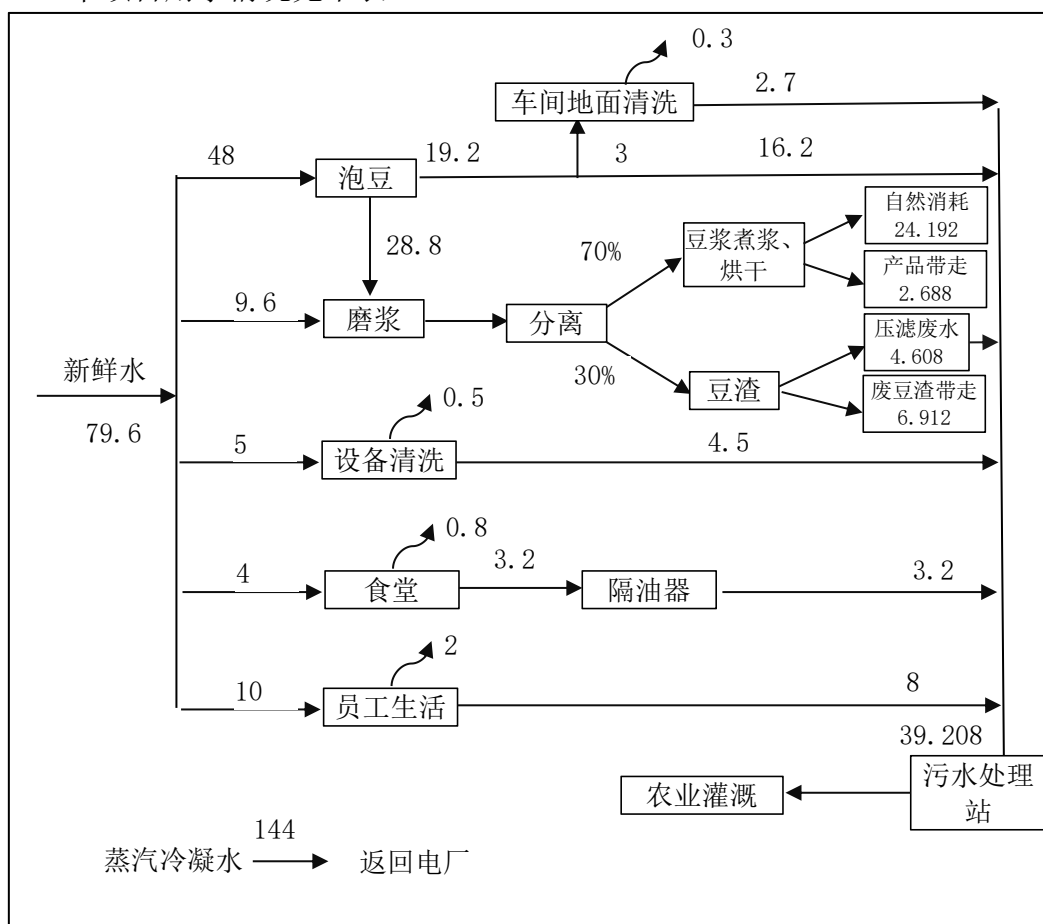 0.3
车间地面清洗
2.7
48
泡豆
19.2
3
16.2
28.8
自然消耗
24.192
豆浆煮浆、
烘干
70%
产品带走
2.688
9.6
磨浆
分离
压滤废水
4.608
30%
豆渣
废豆渣带走
6.912
新鲜水
79.6
0.5
5
设备清洗
4.5
0.8
4
食堂
3.2
隔油器
3.2
2
10
员工生活
8
39.208
污水处理
站
农业灌溉
144
蒸汽冷凝水
返回电厂